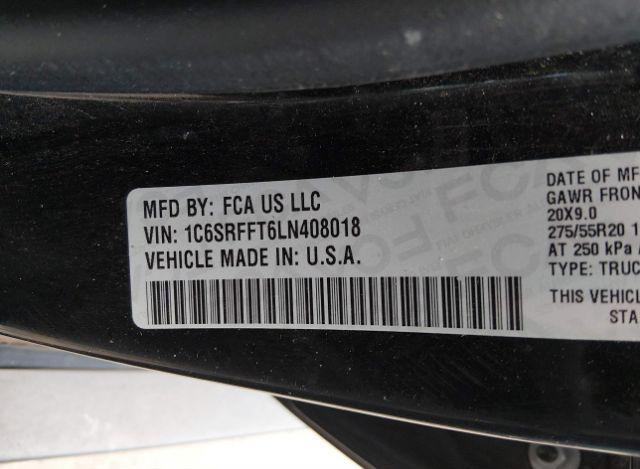 MFD BY: FCA US LLC
VIN: 1C6SRFFT6LN408018
VEHICLE MADE IN: U.S.A.
DATE OF MF
GAWR FRON
20X9.0
275/55R20 1
AT 250 kPa
TYPE: TRUC
THIS VEHICL
STA